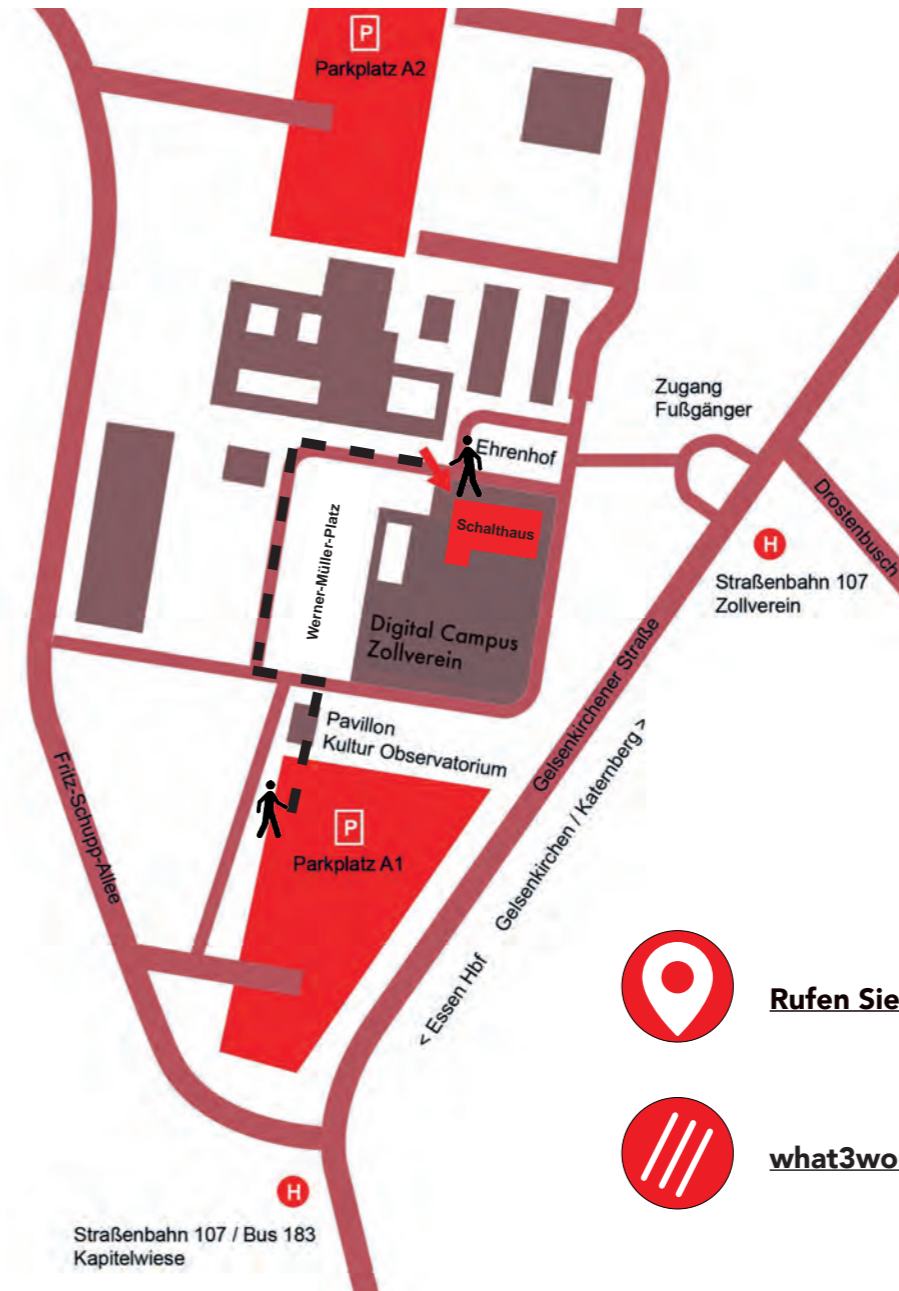 P
Parkplatz A2
Zugang
Fußgänger
Ehrenhof
Drostenbusch
Schalthaus
H
Straßenbahn 107
Zollverein
Werner-Müller-Platz
Digital Campus
Zollverein
Gelsenkirchener Straße
Pavillon
Kultur Observatorium
Fritz-Schupp-Allee
P
Parkplatz A1
Gelsenkirchen / Katernberg >
< Essen Hbf
Rufen Sie
what3wo
H
Straßenbahn 107 / Bus 183
Kapitelwiese